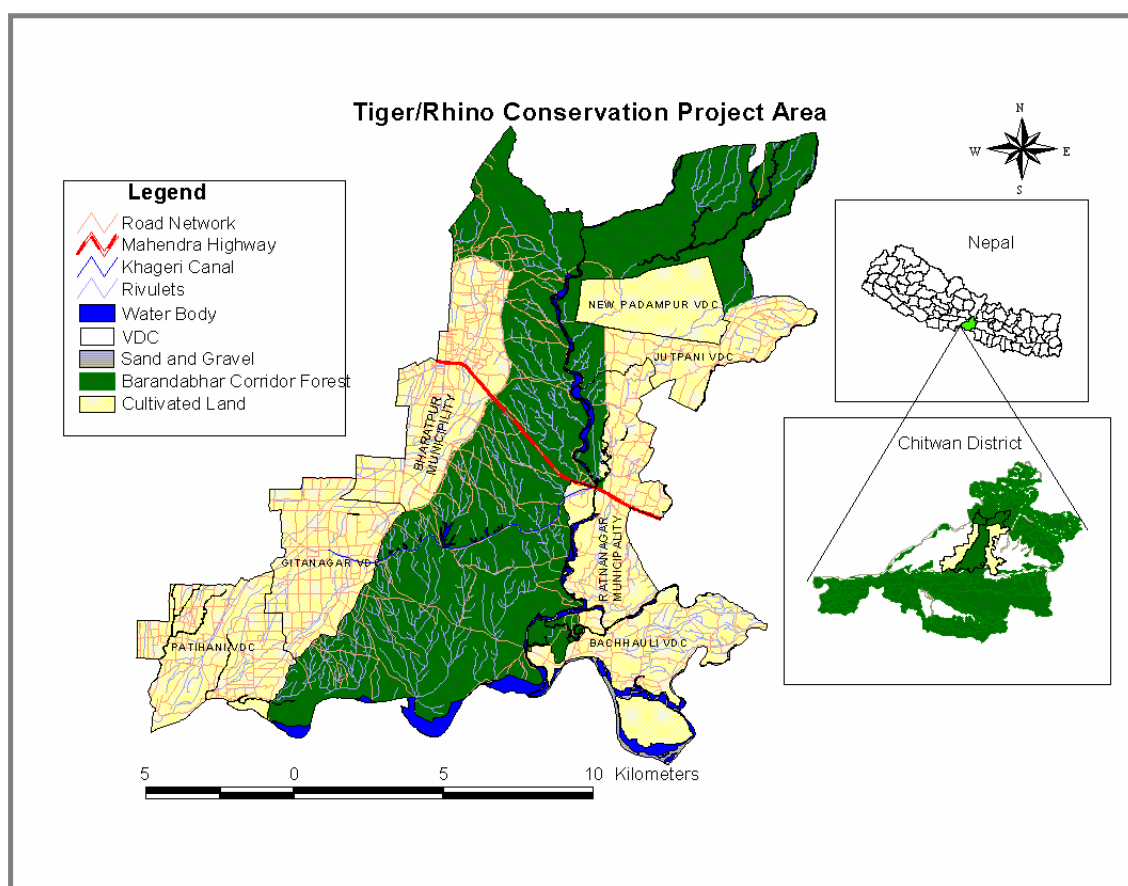 Tiger/Rhino Conservation Project Area
N
W
E
S
Legend
Road Network
Mahendra Highway
Khageri Canal
Rivulets
Water Body
VDC
Sand and Gravel
Barandabhar Corridor Forest
Cultivated Land
Nepal
NEW PADAMPUR VDC
JUTPANI VDC
BHARATPUR
MUNICIPILITY
Chitwan District
GITANAGAR VDC
RATNANAGAR
MUNICIPALITY
PATIHANI VDC
BACHHAULI VDC
5 0 5 10 Kilometers